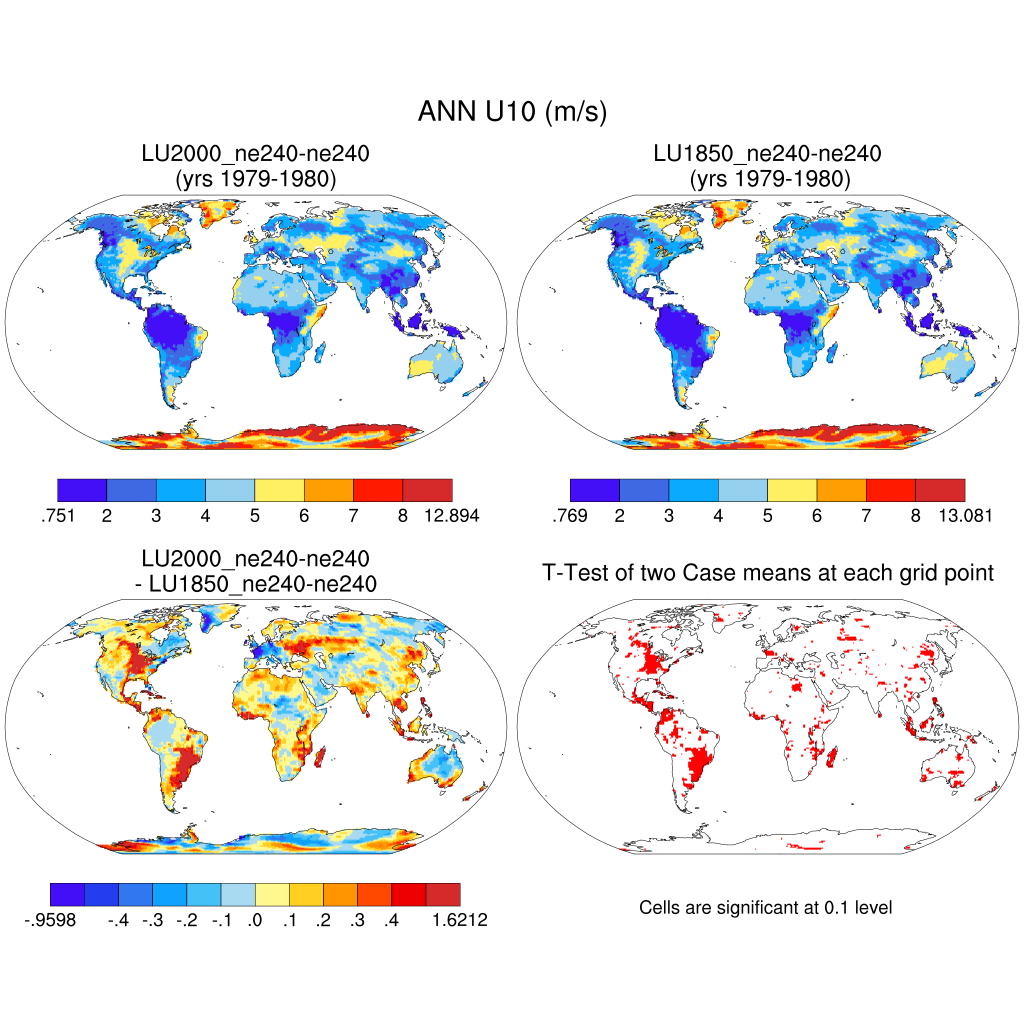 ANN U10 (m/s)
LU2000_ne240-ne240
(yrs 1979-1980)
LU1850_ne240-ne240
(yrs 1979-1980)
.751 2 3 4 5 6 7 8 12.894
.769 2 3 4 5 6 7 8 13.081
LU2000_ne240-ne240
- LU1850_ne240-ne240
T-Test of two Case means at each grid point
-.9598 -.4 -.3 -.2 -.1 .0 .1 .2 .3 .4 1.6212
Cells are significant at 0.1 level